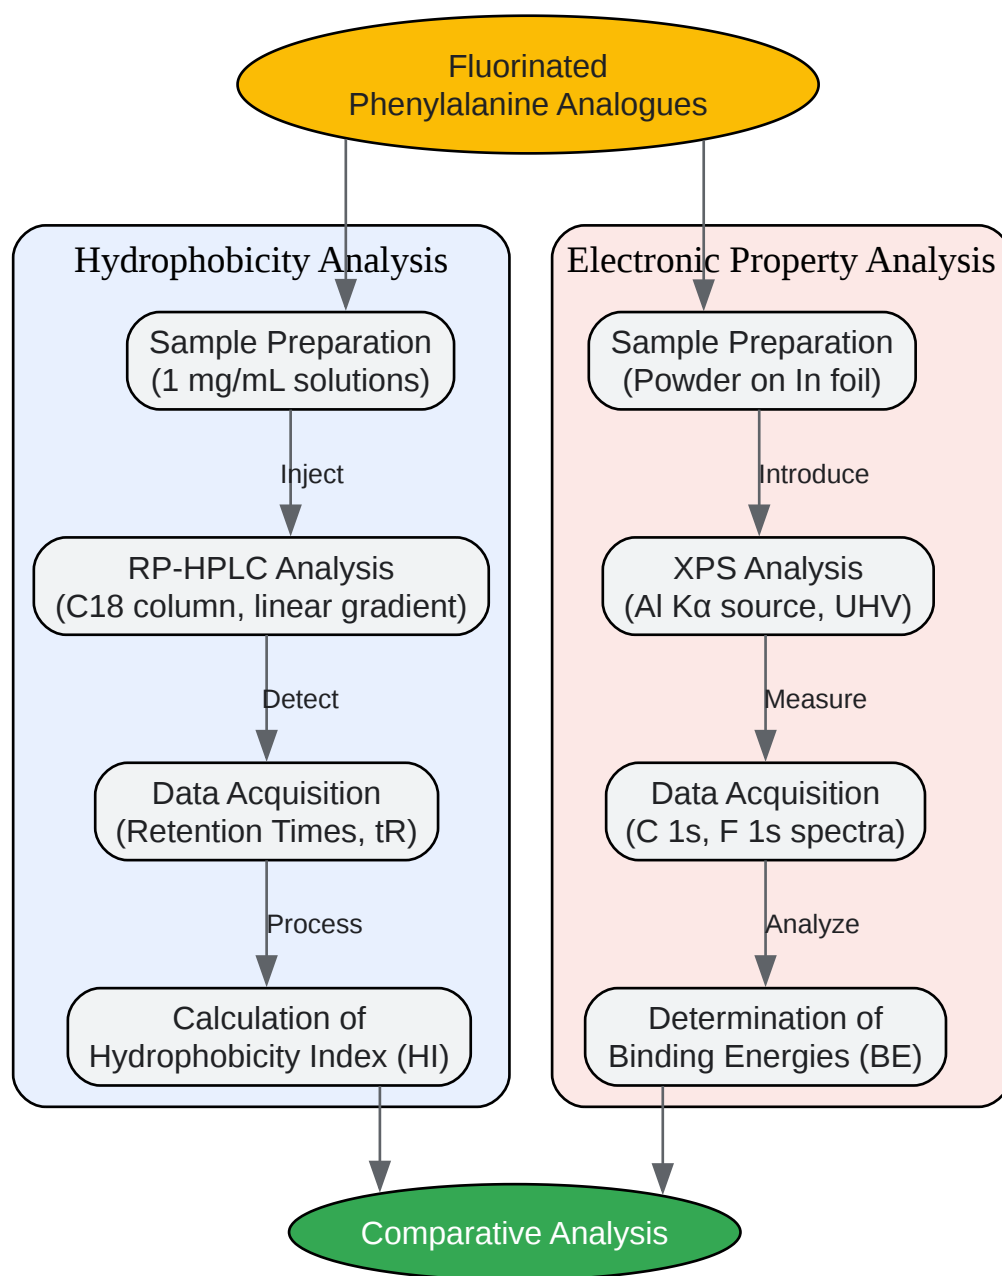 Fluorinated
Phenylalanine Analogues
Hydrophobicity Analysis
Sample Preparation
(1 mg/mL solutions)
Inject
RP-HPLC Analysis
(C18 column, linear gradient)
Detect
Data Acquisition
(Retention Times, tR)
Process
Calculation of
Hydrophobicity Index (HI)
Electronic Property Analysis
Sample Preparation
(Powder on In foil)
Introduce
XPS Analysis
(Al Kα source, UHV)
Measure
Data Acquisition
(C 1s, F 1s spectra)
Analyze
Determination of
Binding Energies (BE)
Comparative Analysis